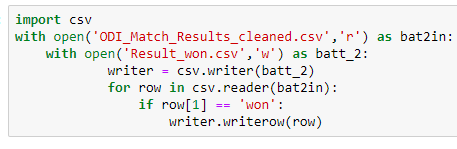 import csv
with open('ODI_Match_Results_cleaned.csv','r') as bat2in:
    with open('Result_won.csv','w') as batt_2:
            writer = csv.writer(batt_2)
            for row in csv.reader(bat2in):
                if row[1] == 'won':
                    writer.writerow(row)